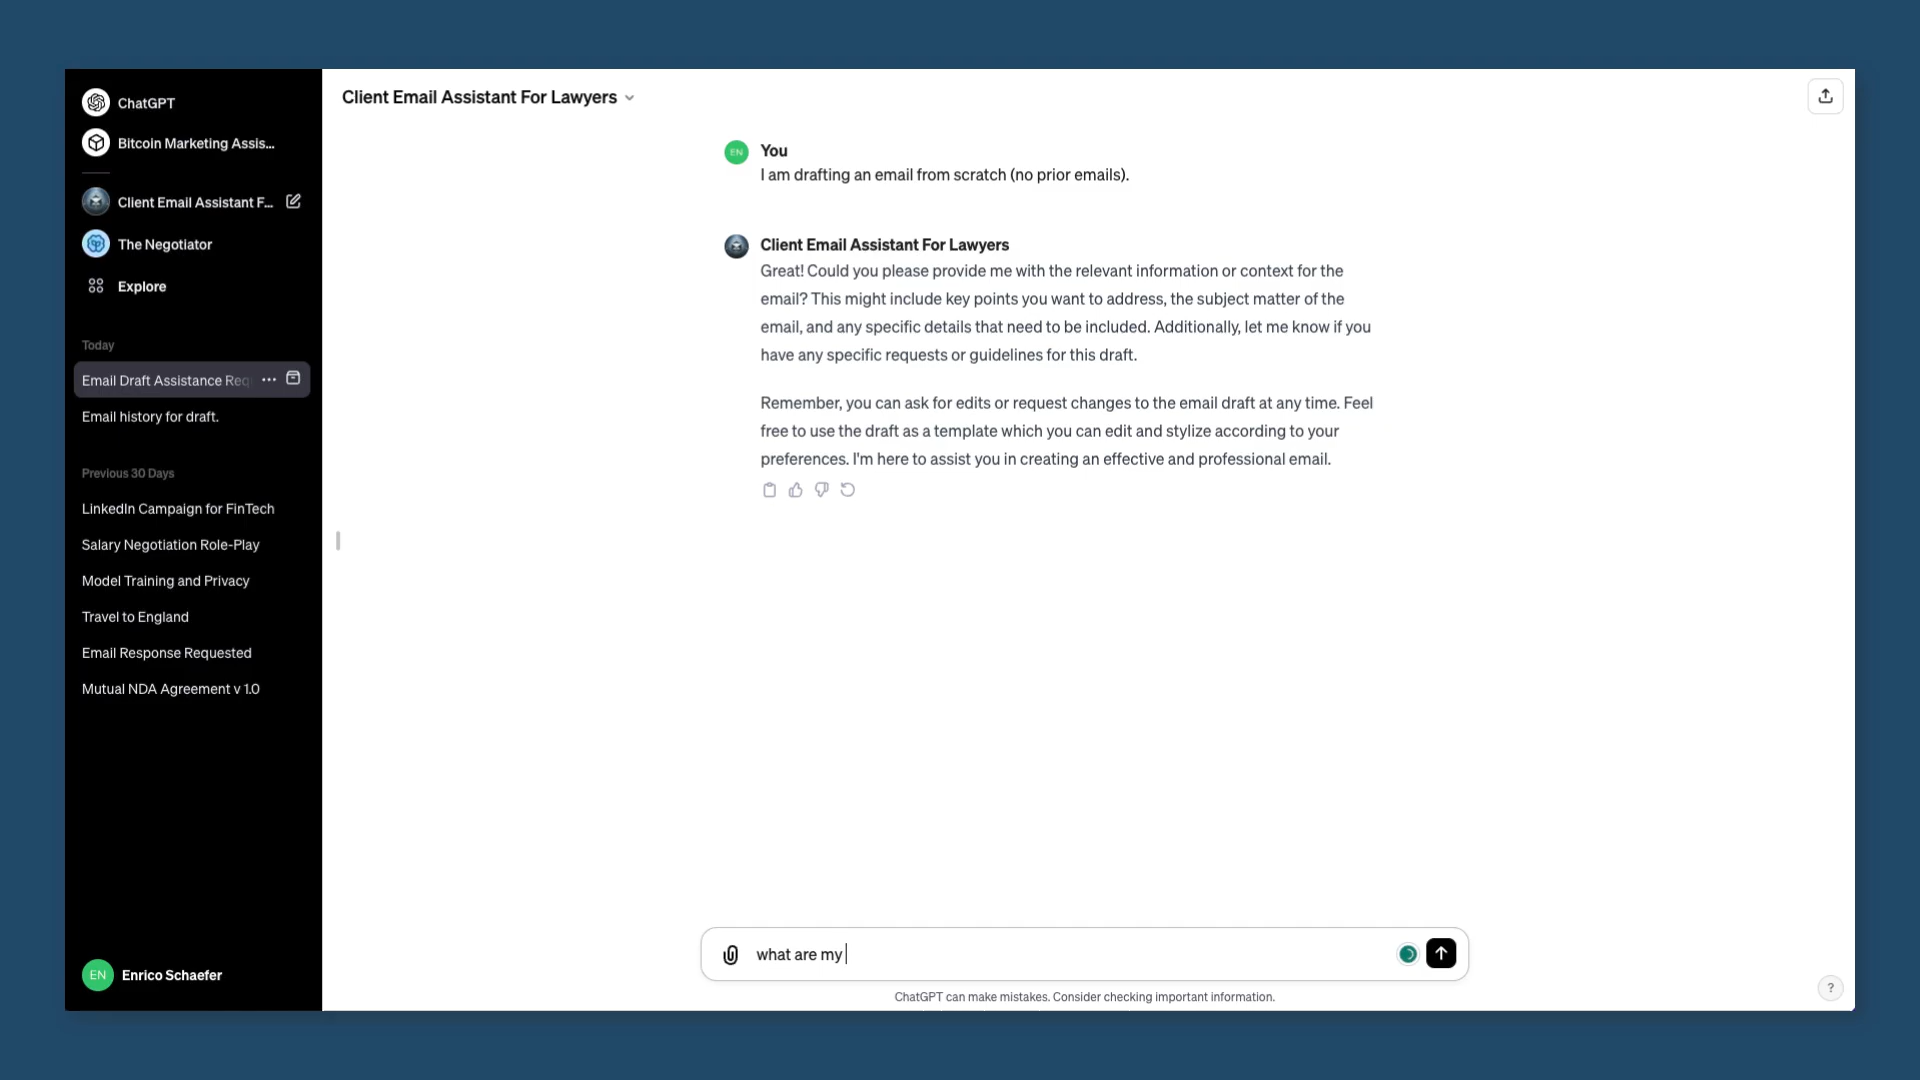 ChatGPT
Bitcoin Marketing Assis...
Client Email Assistant F...
The Negotiator
Explore
Today
Email Draft Assistance Req
Email history for draft.
Previous 30 Days
LinkedIn Campaign for FinTech
Salary Negotiation Role-Play
Model Training and Privacy
Travel to England
Email Response Requested
Mutual NDA Agreement v 1.0
EN
Enrico Schaefer
Client Email Assistant For Lawyers
EN
You
I am drafting an email from scratch (no prior emails).
Client Email Assistant For Lawyers
Great! Could you please provide me with the relevant information or context for the
email? This might include key points you want to address, the subject matter of the
email, and any specific details that need to be included. Additionally, let me know if you
have any specific requests or guidelines for this draft.
Remember, you can ask for edits or request changes to the email draft at any time. Feel
free to use the draft as a template which you can edit and stylize according to your
preferences. I'm here to assist you in creating an effective and professional email.
what are my
ChatGPT can make mistakes. Consider checking important information.
?